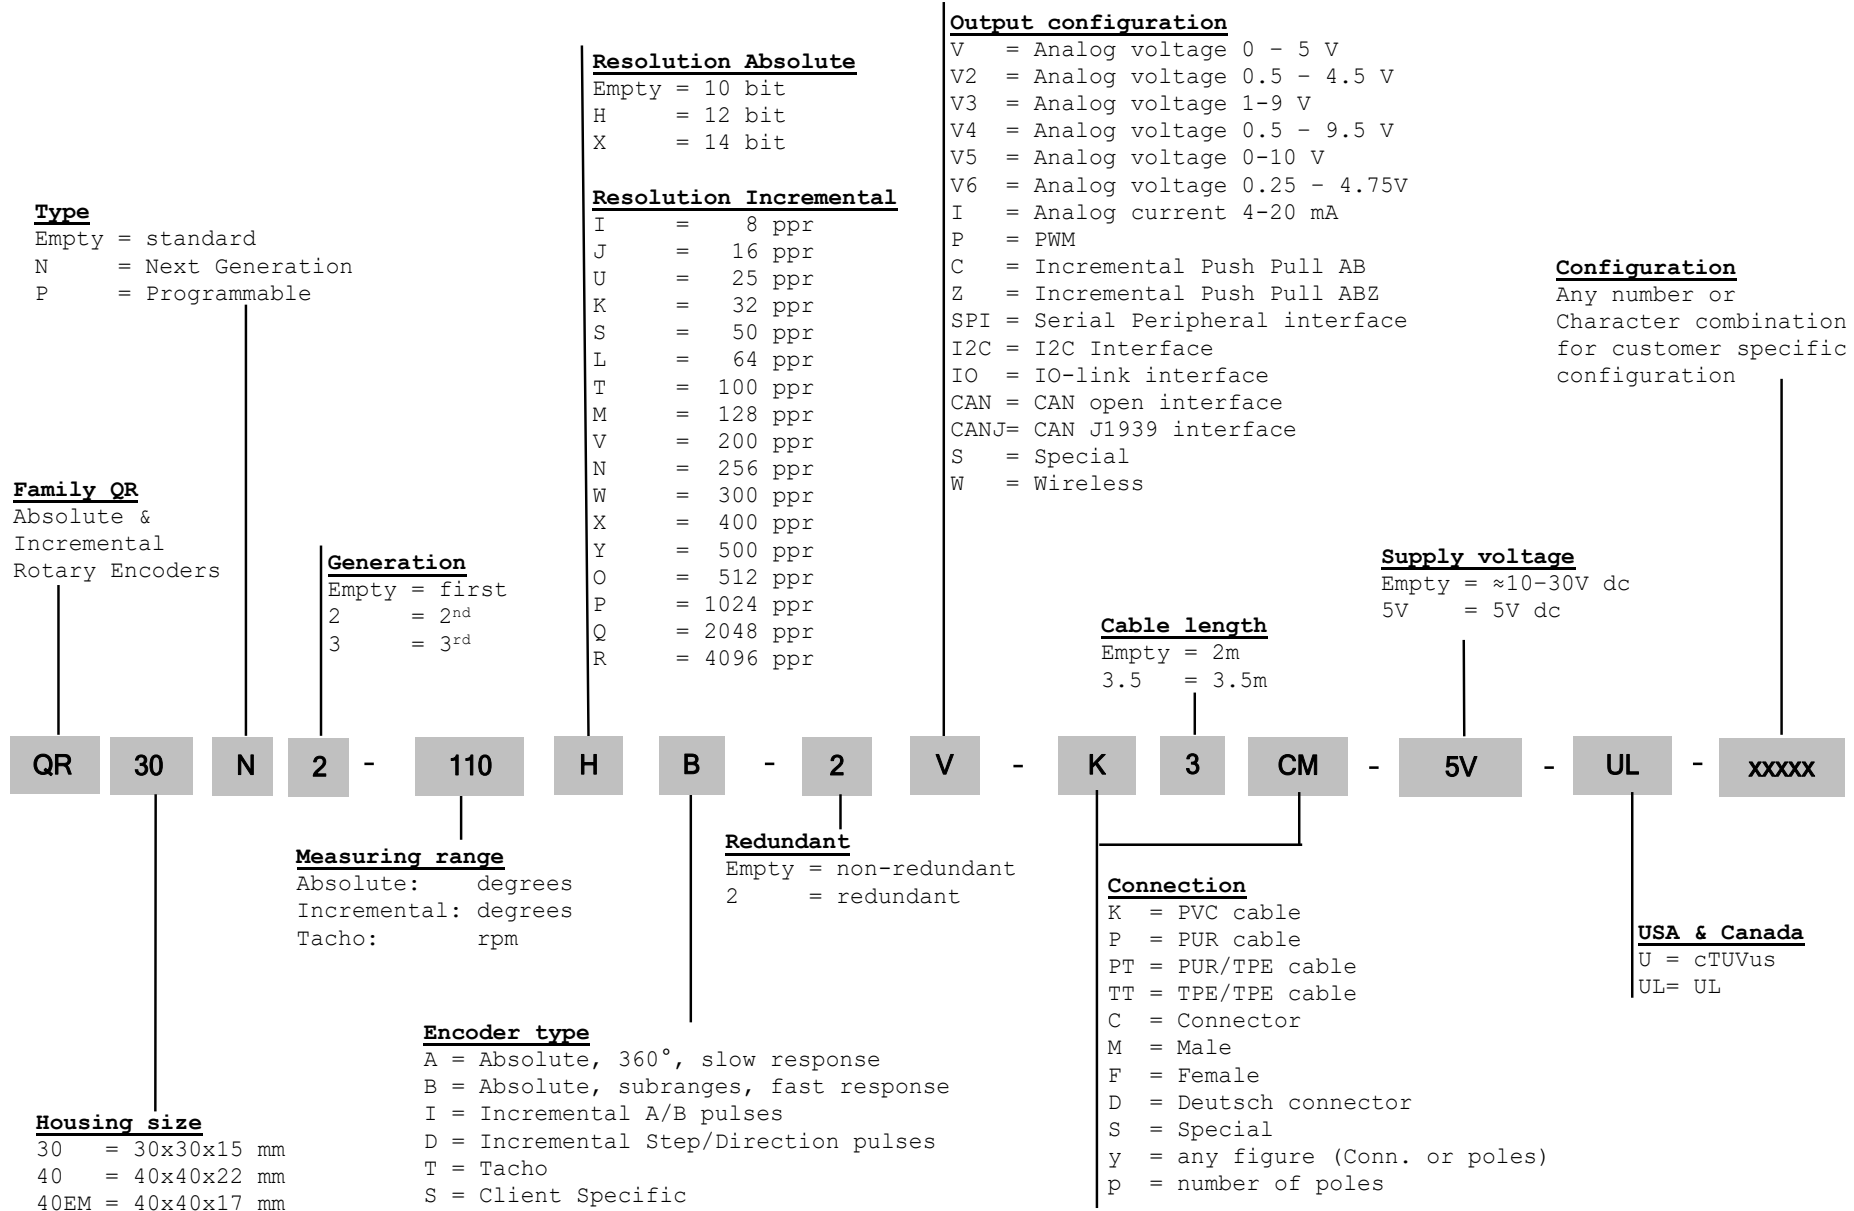 Output configuration
V = Analog voltage 0 – 5 V
V2 = Analog voltage 0.5 – 4.5 V
V3 = Analog voltage 1-9 V
V4 = Analog voltage 0.5 – 9.5 V
V5 = Analog voltage 0-10 V
V6 = Analog voltage 0.25 – 4.75V
I = Analog current 4-20 mA
P = PWM
C = Incremental Push Pull AB
Z = Incremental Push Pull ABZ
SPI = Serial Peripheral interface
I2C = I2C Interface
IO = IO-link interface
CAN = CAN open interface
CANJ= CAN J1939 interface
S = Special
W = Wireless
Resolution Absolute
Empty = 10 bit
H = 12 bit
X = 14 bit
Resolution Incremental
I = 8 ppr
J = 16 ppr
U = 25 ppr
K = 32 ppr
S = 50 ppr
L = 64 ppr
T = 100 ppr
M = 128 ppr
V = 200 ppr
N = 256 ppr
W = 300 ppr
X = 400 ppr
Y = 500 ppr
O = 512 ppr
P = 1024 ppr
Q = 2048 ppr
R = 4096 ppr
Type
Empty = standard
N = Next Generation
P = Programmable
Configuration
Any number or
Character combination
for customer specific
configuration
Family QR
Absolute &
Incremental
Rotary Encoders
Generation
Empty = first
2 = 2nd
3 = 3rd
Supply voltage
Empty = ≈10–30V dc
5V = 5V dc
Cable length
Empty = 2m
3.5 = 3.5m
QR 30 N 2 - 110 H B - 2 V - K 3 CM - 5V - UL - xxxxx
Measuring range
Absolute: degrees
Incremental: degrees
Tacho: rpm
Redundant
Empty = non-redundant
2 = redundant
Connection
K = PVC cable
P = PUR cable
PT = PUR/TPE cable
TT = TPE/TPE cable
C = Connector
M = Male
F = Female
D = Deutsch connector
S = Special
y = any figure (Conn. or poles)
p = number of poles
USA & Canada
U = cTUVus
UL= UL
Encoder type
A = Absolute, 360°, slow response
B = Absolute, subranges, fast response
I = Incremental A/B pulses
D = Incremental Step/Direction pulses
T = Tacho
S = Client Specific
Housing size
30 = 30x30x15 mm
40 = 40x40x22 mm
40EM = 40x40x17 mm